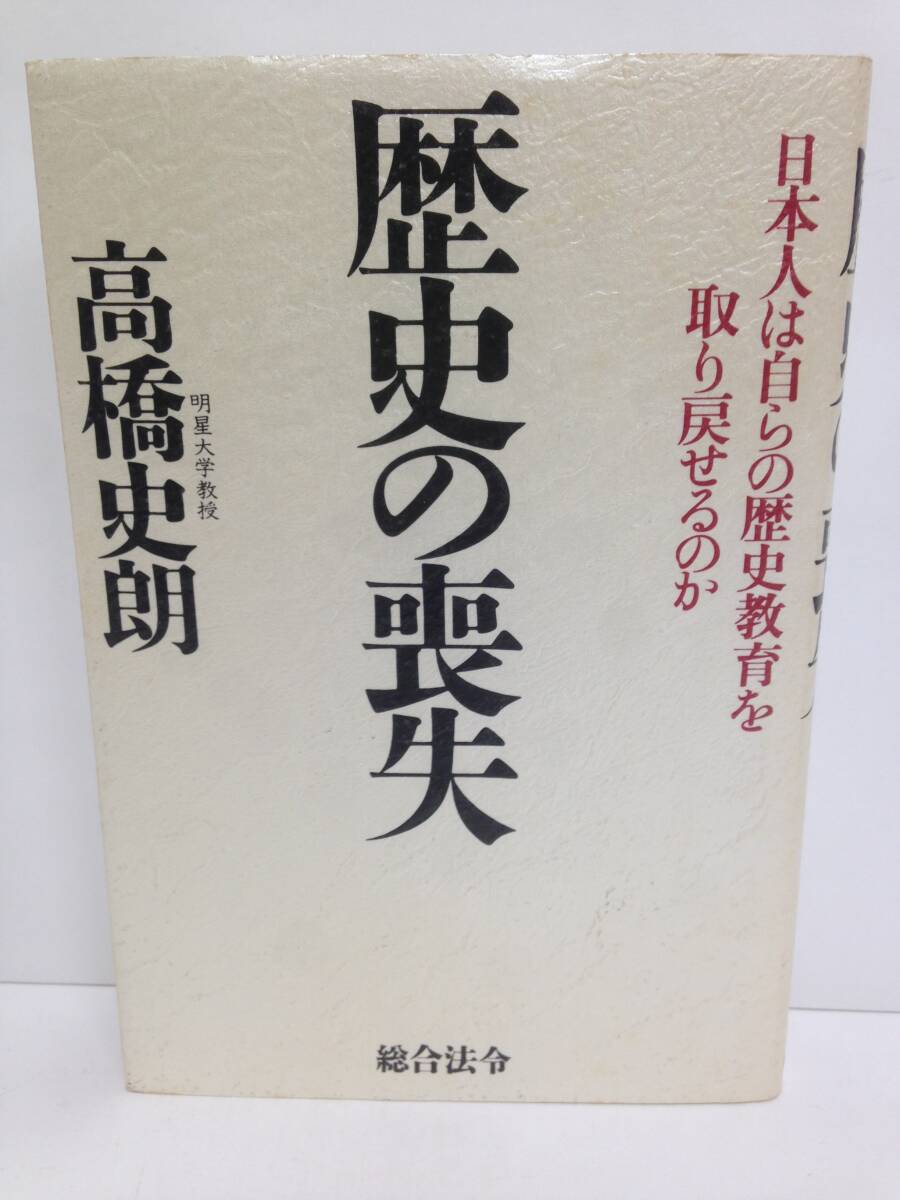 日本人は自らの歴史教育を
取り戻せるのか
歴史の喪失
明星大学教授
高橋史朗
総合法令